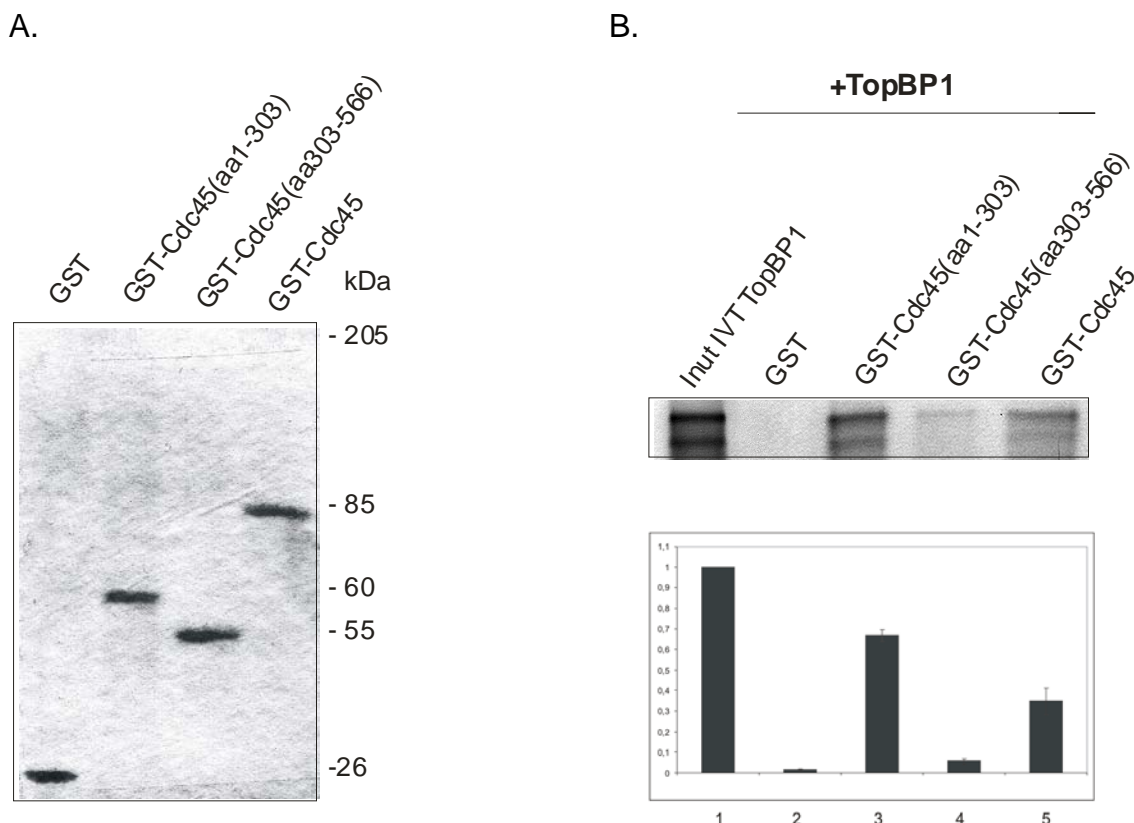 A.
GST
GST-Cdc45(aa1-303)
GST-Cdc45(aa303-566)
GST-Cdc45
kDa
- 205
- 85
- 60
- 55
-26
B.
+TopBP1
Inut IVT TopBP1
GST
GST-Cdc45(aa1-303)
GST-Cdc45(aa303-566)
GST-Cdc45
1,1
1
0,9
0,8
0,7
0,6
0,5
0,4
0,3
0,2
0,1
0
1 2 3 4 5